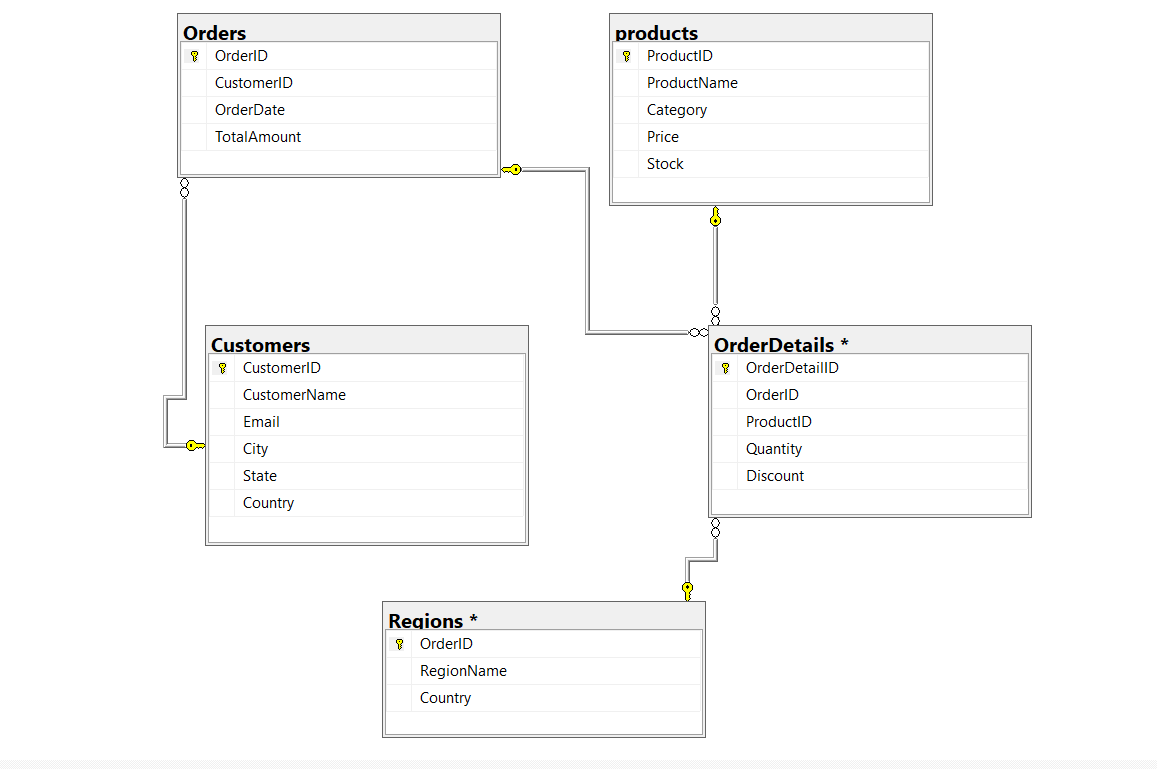 Orders
OrderID
CustomerID
OrderDate
TotalAmount
products
ProductID
ProductName
Category
Price
Stock
Customers
CustomerID
CustomerName
Email
City
State
Country
OrderDetails *
OrderDetailID
OrderID
ProductID
Quantity
Discount
Regions *
OrderID
RegionName
Country